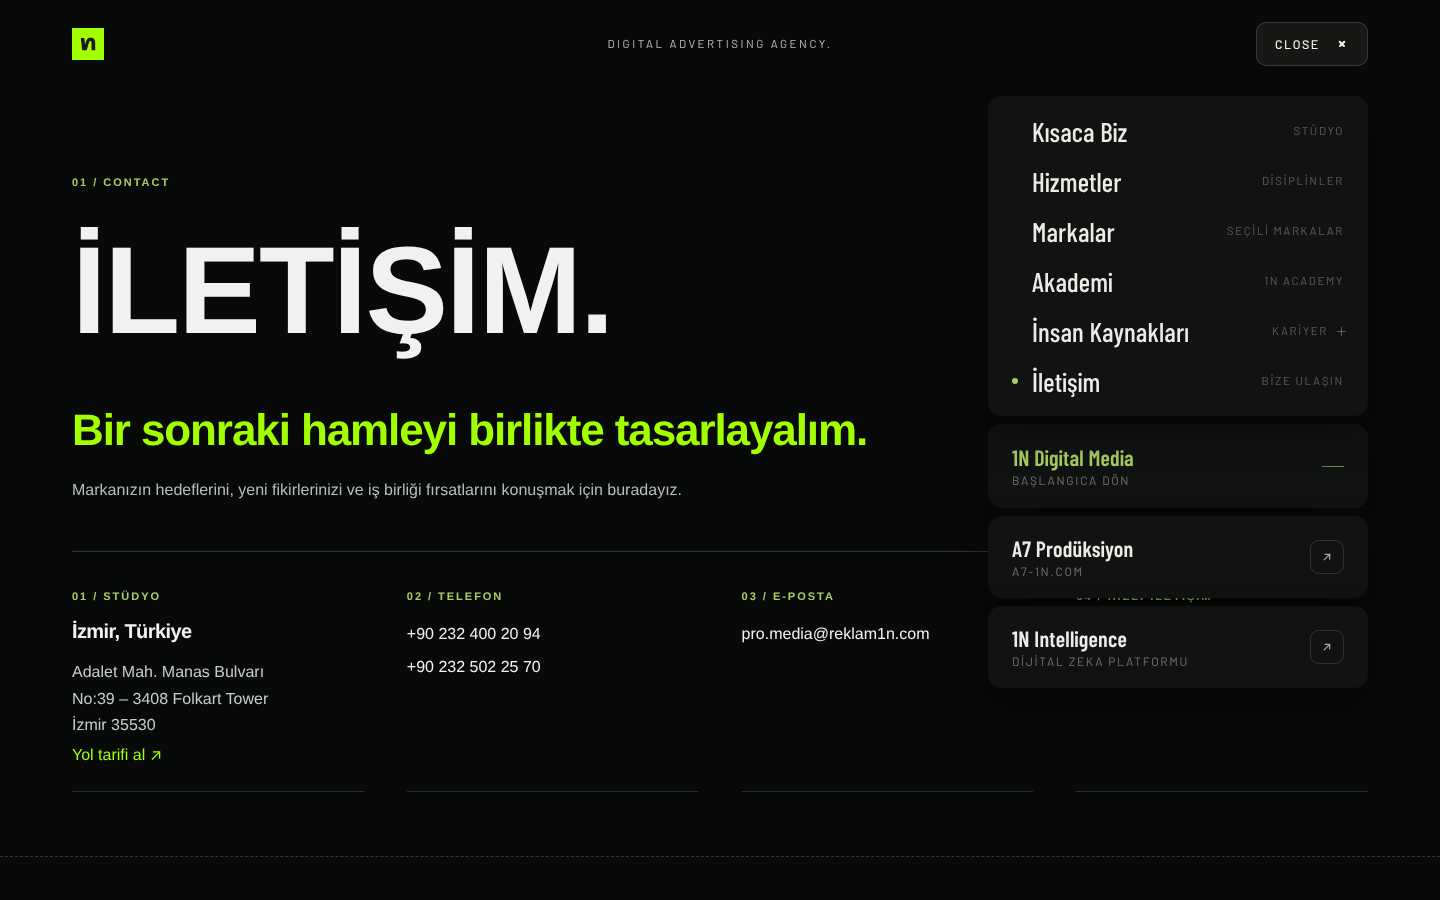 n
DIGITAL ADVERTISING AGENCY.
CLOSE ×
Kısaca Biz
STÜDYO
Hizmetler
DİSİPLİNLER
Markalar
SEÇİLİ MARKALAR
Akademi
1N ACADEMY
İnsan Kaynakları
KARİYER +
İletişim
BİZE ULAŞIN
1N Digital Media
BAŞLANGICA DÖN
A7 Prodüksiyon
A7-1N.COM
1N Intelligence
DİJİTAL ZEKA PLATFORMU
01 / CONTACT
İLETİŞİM.
Bir sonraki hamleyi birlikte tasarlayalım.
Markanızın hedeflerini, yeni fikirlerinizi ve iş birliği fırsatlarını konuşmak için buradayız.
01 / STÜDYO
İzmir, Türkiye
Adalet Mah. Manas Bulvarı
No:39 – 3408 Folkart Tower
İzmir 35530
Yol tarifi al ↗
02 / TELEFON
+90 232 400 20 94
+90 232 502 25 70
03 / E-POSTA
pro.media@reklam1n.com